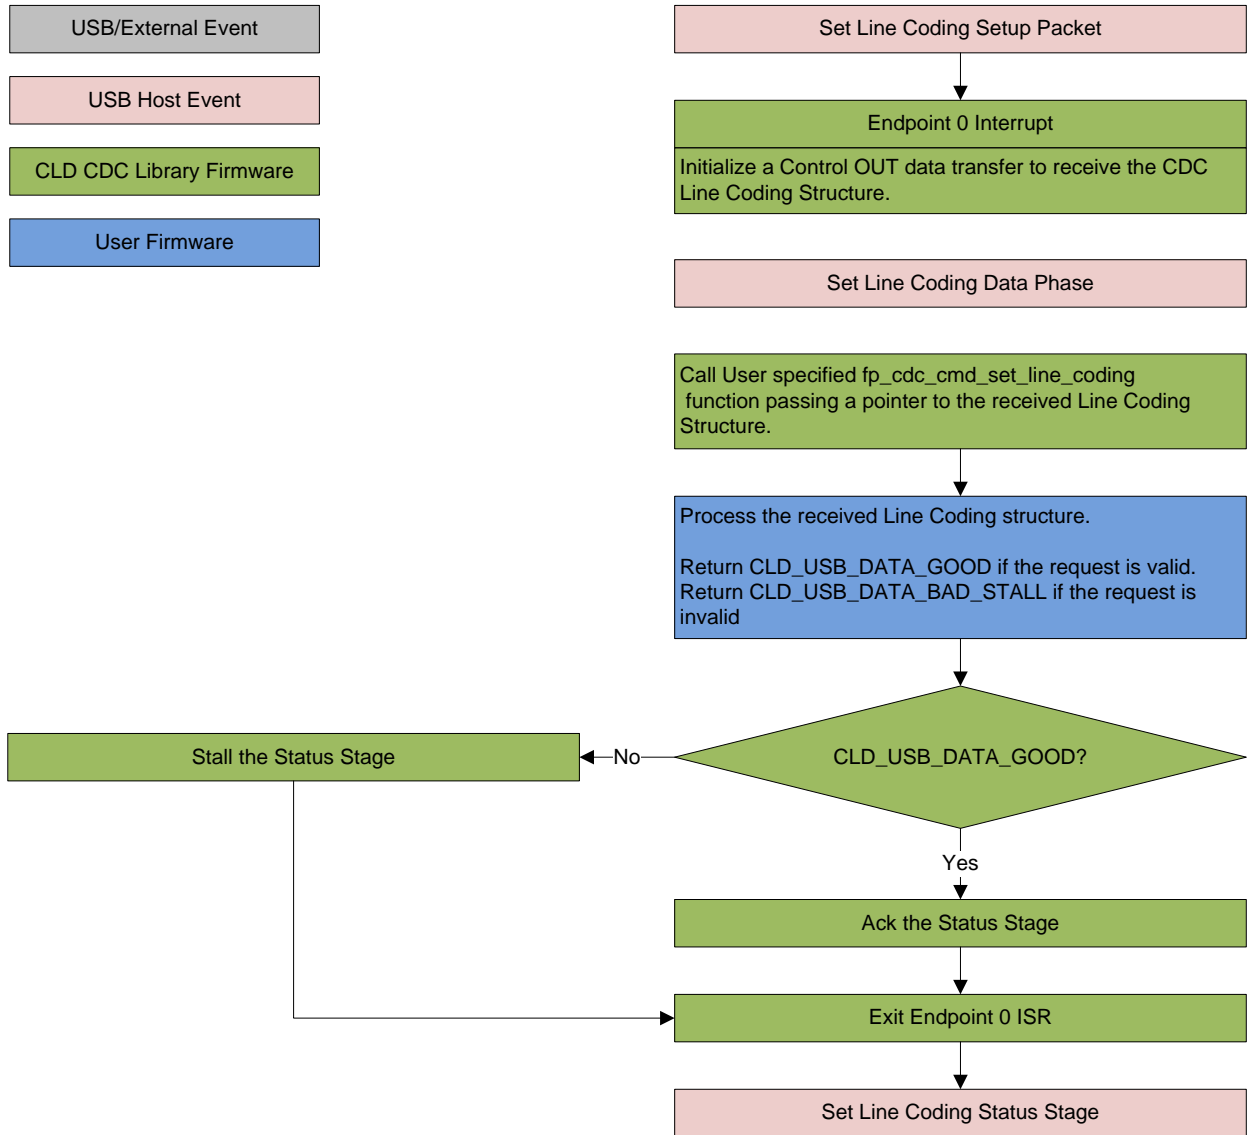 USB/External Event
USB Host Event
CLD CDC Library Firmware
User Firmware
Set Line Coding Setup Packet
Endpoint 0 Interrupt
Initialize a Control OUT data transfer to receive the CDC
Line Coding Structure.
Set Line Coding Data Phase
Call User specified fp_cdc_cmd_set_line_coding
function passing a pointer to the received Line Coding
Structure.
Process the received Line Coding structure.
Return CLD_USB_DATA_GOOD if the request is valid.
Return CLD_USB_DATA_BAD_STALL if the request is
invalid
CLD_USB_DATA_GOOD?
No
Stall the Status Stage
Yes
Ack the Status Stage
Exit Endpoint 0 ISR
Set Line Coding Status Stage